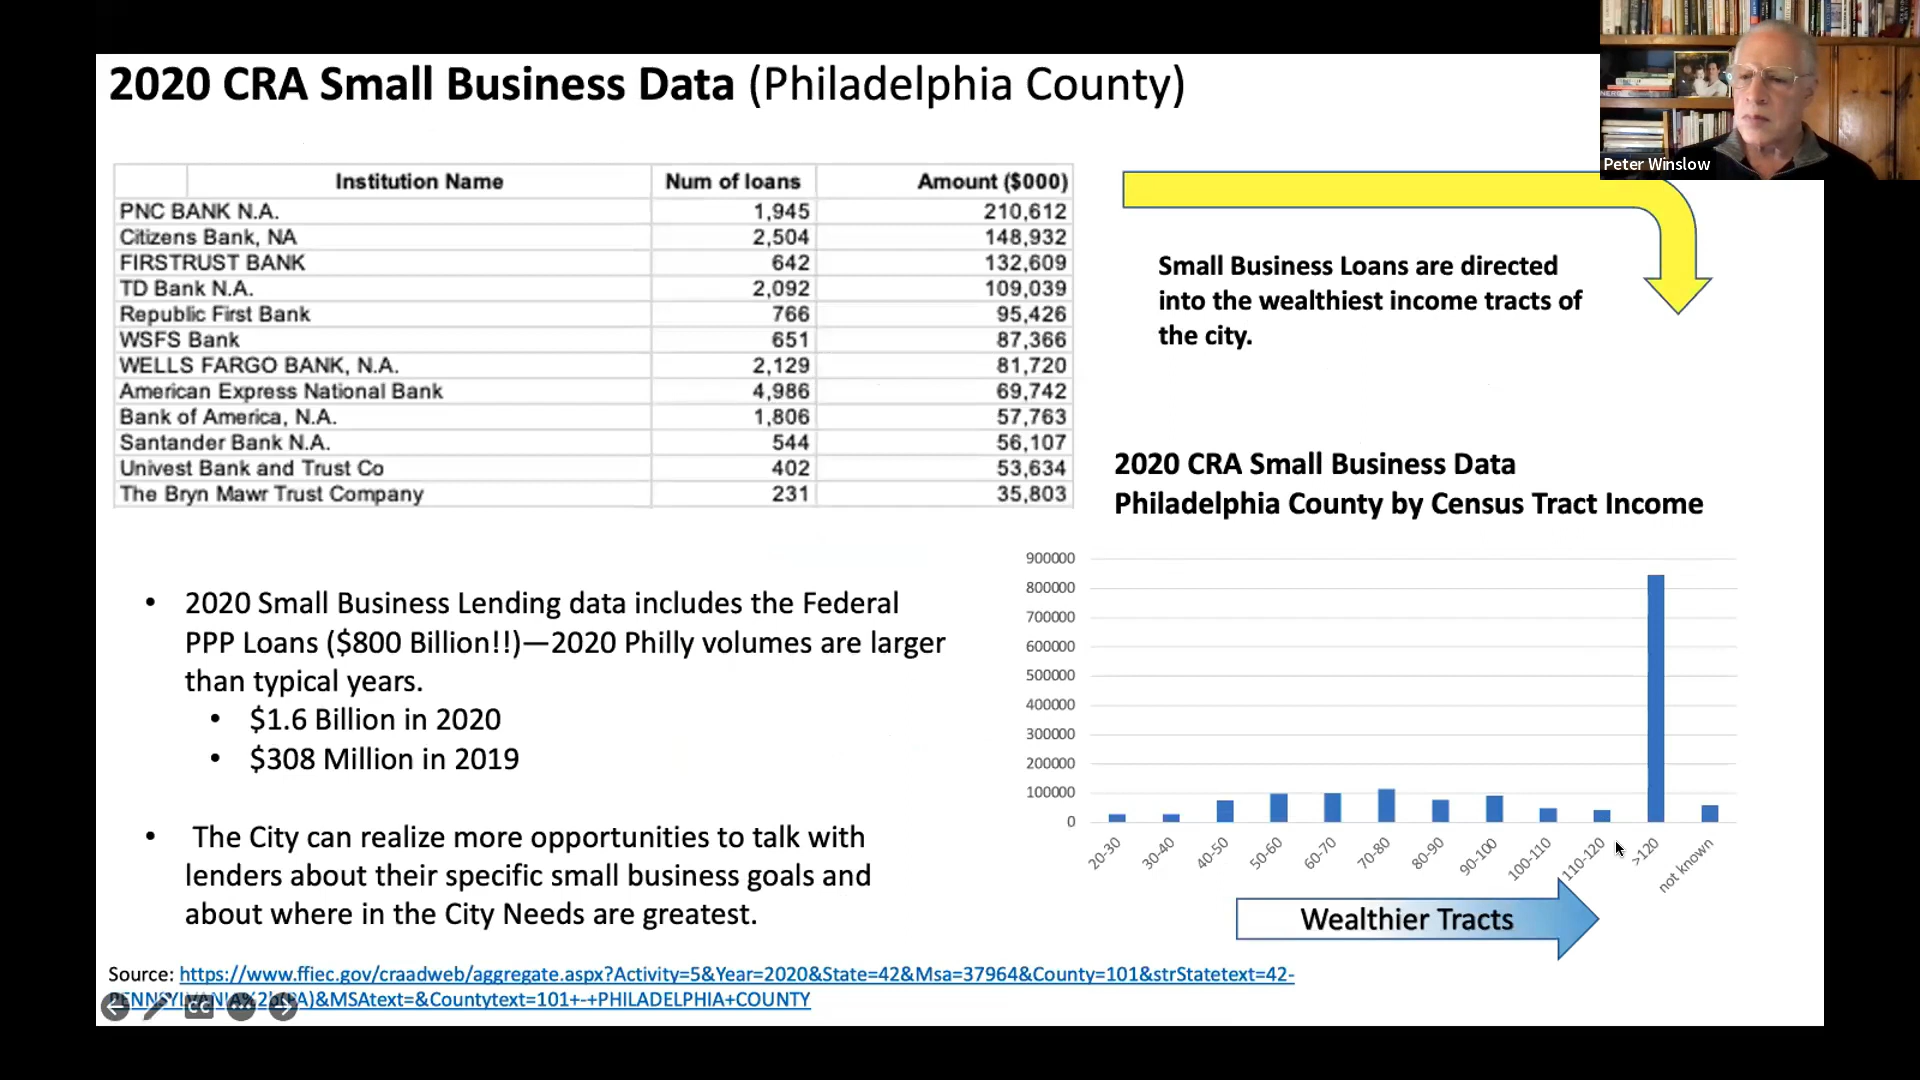 2020 CRA Small Business Data (Philadelphia County)
Peter Winslow
Institution Name Num of loans Amount ($000)
PNC BANK N.A. 1,945 210,612
Citizens Bank, NA 2,504 148,932
FIRSTRUST BANK 642 132,609
TD Bank N.A. 2,092 109,039
Republic First Bank 766 95,426
WSFS Bank 651 87,366
WELLS FARGO BANK, N.A. 2,129 81,720
American Express National Bank 4,986 69,742
Bank of America, N.A. 1,806 57,763
Santander Bank N.A. 544 56,107
Univest Bank and Trust Co 402 53,634
The Bryn Mawr Trust Company 231 35,803
Small Business Loans are directed
into the wealthiest income tracts of
the city.
• 2020 Small Business Lending data includes the Federal
PPP Loans ($800 Billion!!)—2020 Philly volumes are larger
than typical years.
• $1.6 Billion in 2020
• $308 Million in 2019
• The City can realize more opportunities to talk with
lenders about their specific small business goals and
about where in the City Needs are greatest.
2020 CRA Small Business Data
Philadelphia County by Census Tract Income
900000
800000
700000
600000
500000
400000
300000
200000
100000
0
20-30 30-40 40-50 50-60 60-70 70-80 80-90 90-100 100-110 110-120 >120 not known
Wealthier Tracts
Source: https://www.ffiec.gov/craadweb/aggregate.aspx?Activity=5&Year=2020&State=42&Msa=37964&County=101&strStatetext=42-
PENNSYLVANIA%2b(PA)&MSAtext=&Countytext=101+-+PHILADELPHIA+COUNTY
CC